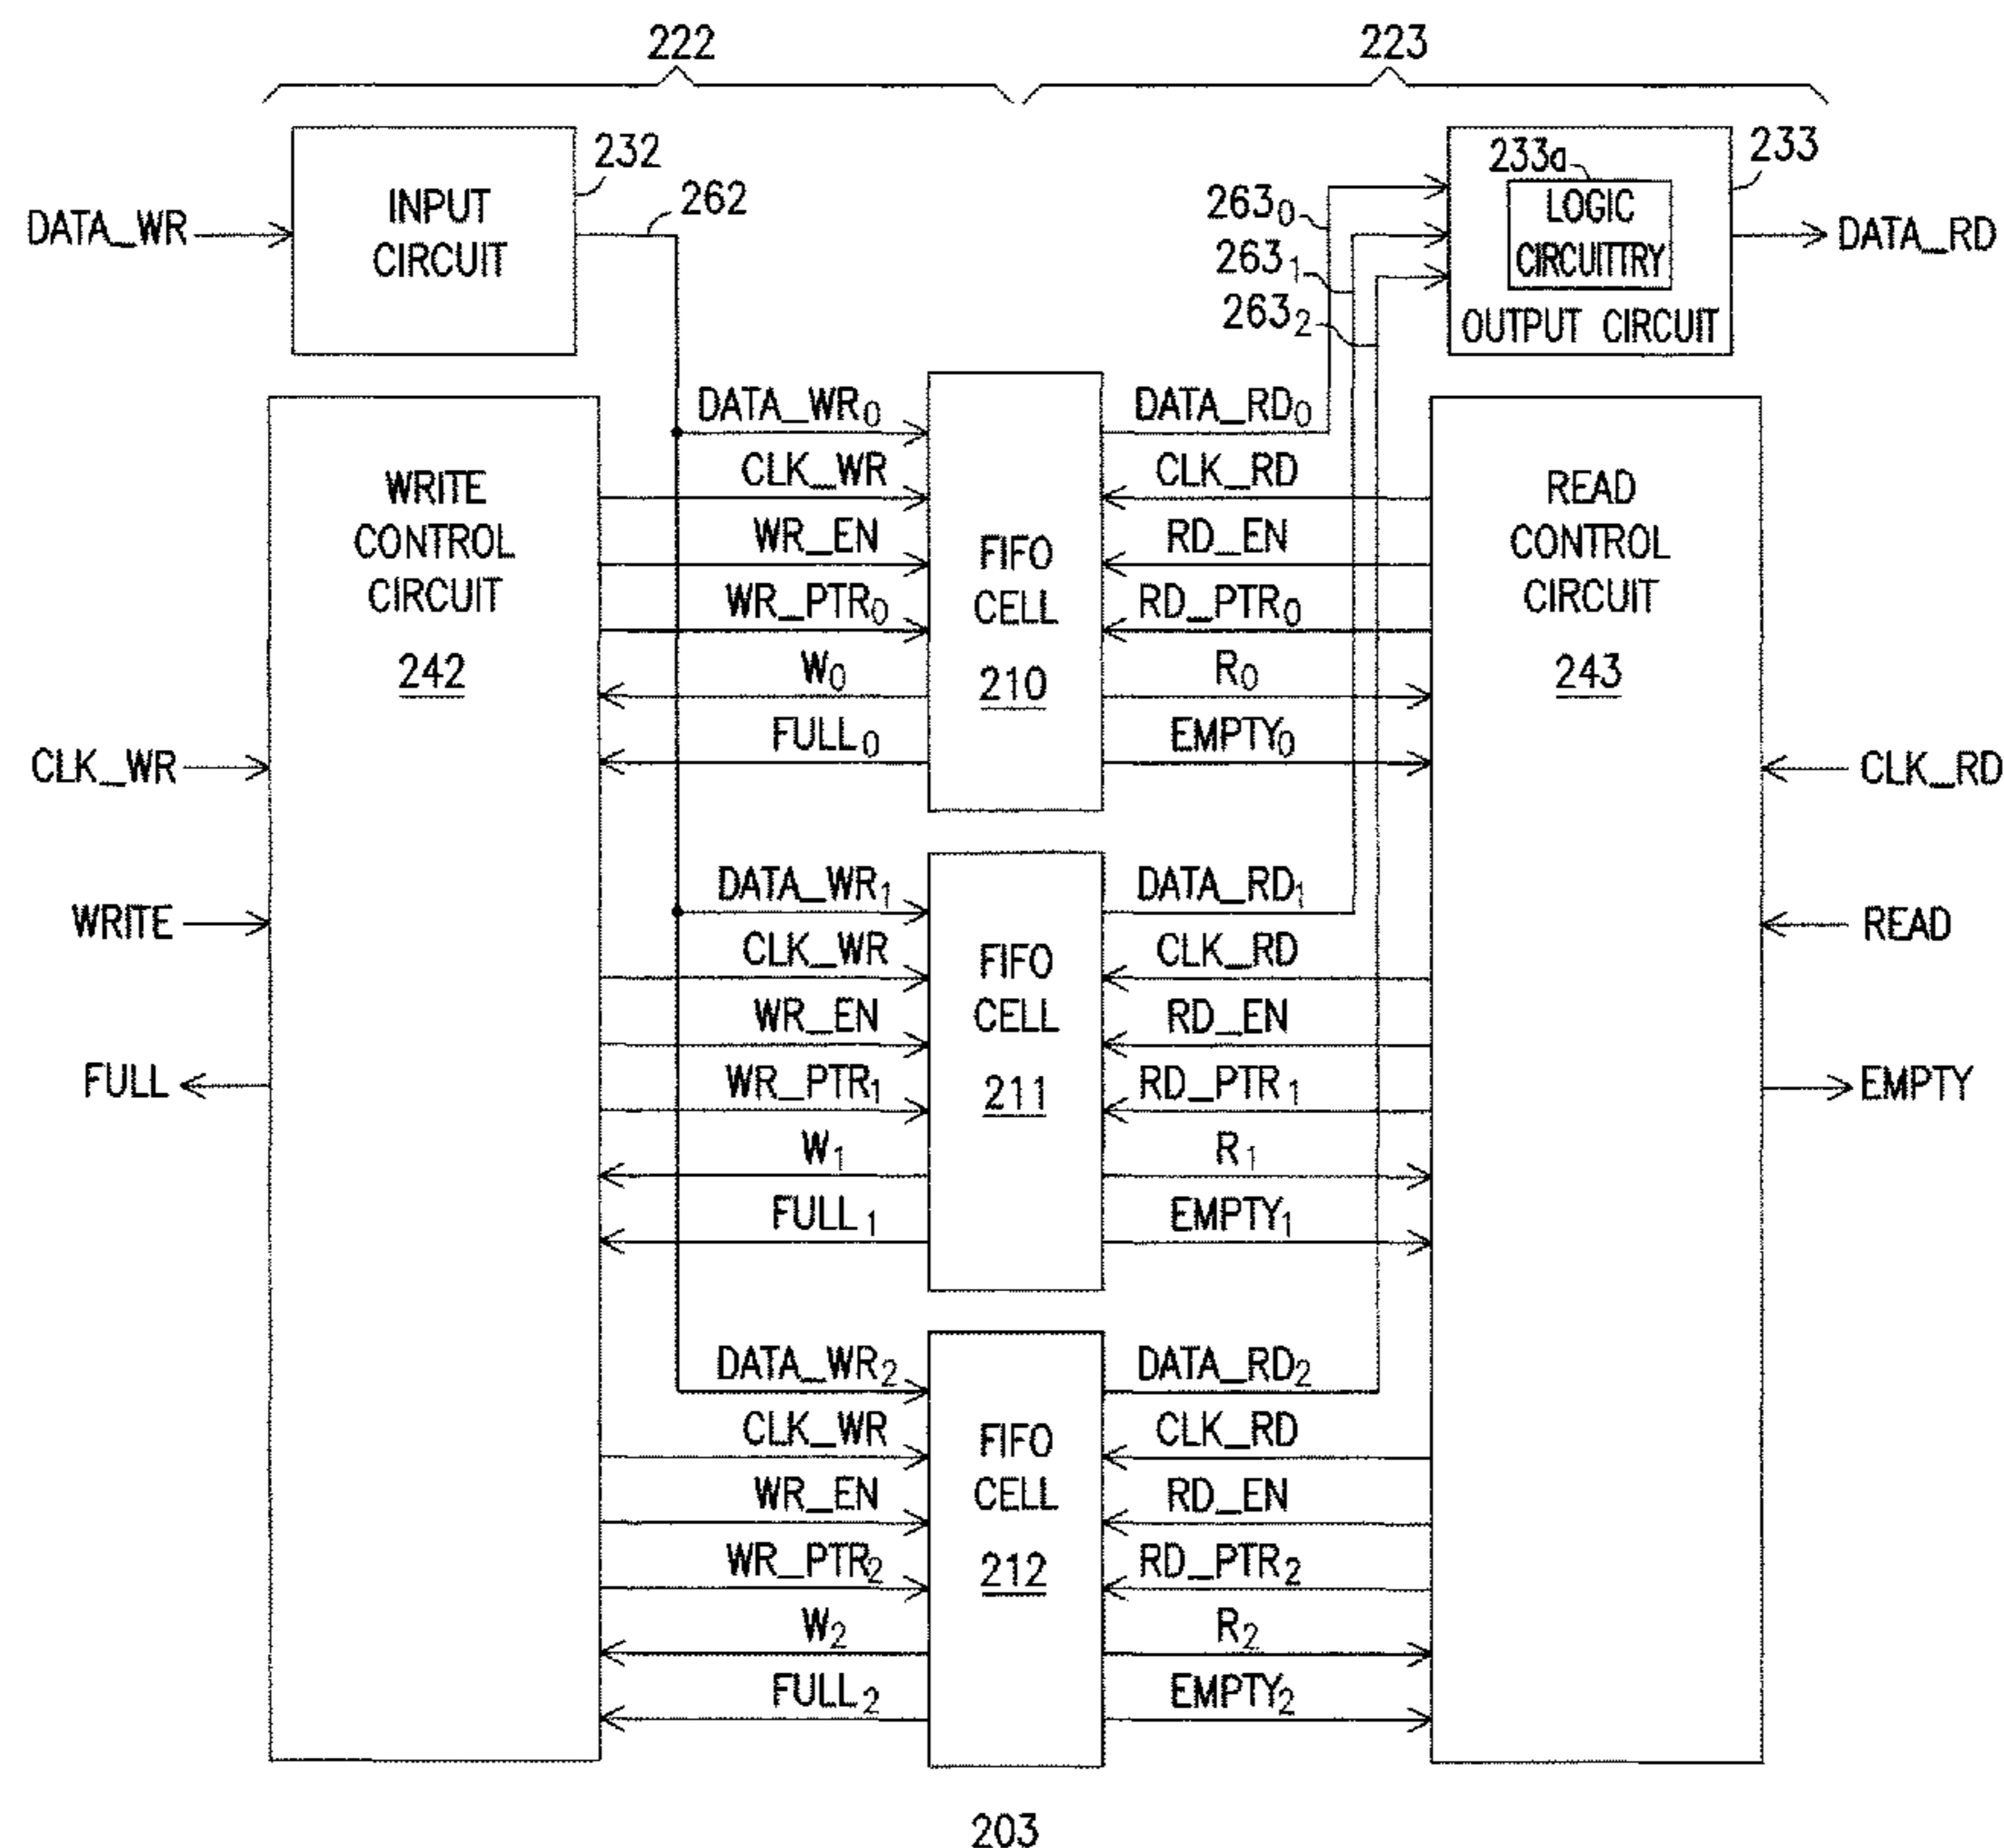 222 223
232
233
233a
INPUT
CIRCUIT
262
LOGIC
CIRCUITTRY
OUTPUT CIRCUIT
DATA_WR
DATA_RD
263₀
263₁
263₂
WRITE
CONTROL
CIRCUIT
242
CLK_WR
WRITE
FULL
DATA_WR₀
CLK_WR
WR_EN
WR_PTR₀
W₀
FULL₀
FIFO
CELL
210
DATA_RD₀
CLK_RD
RD_EN
RD_PTR₀
R₀
EMPTY₀
READ
CONTROL
CIRCUIT
243
CLK_RD
READ
EMPTY
DATA_WR₁
CLK_WR
WR_EN
WR_PTR₁
W₁
FULL₁
FIFO
CELL
211
DATA_RD₁
CLK_RD
RD_EN
RD_PTR₁
R₁
EMPTY₁
DATA_WR₂
CLK_WR
WR_EN
WR_PTR₂
W₂
FULL₂
FIFO
CELL
212
DATA_RD₂
CLK_RD
RD_EN
RD_PTR₂
R₂
EMPTY₂
203